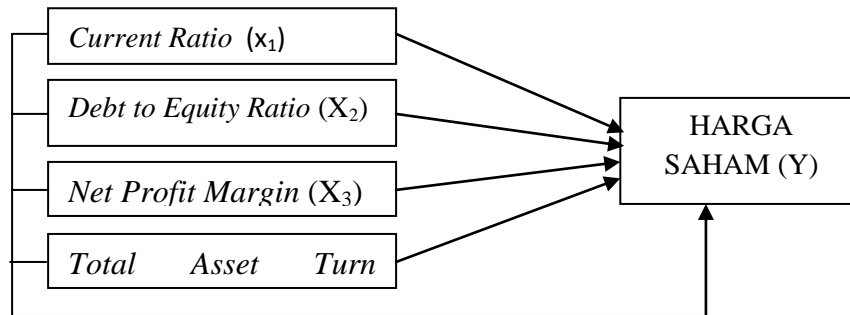 Current Ratio (x₁)
Debt to Equity Ratio (X₂)
Net Profit Margin (X₃)
Total Asset Turn
HARGA
SAHAM (Y)